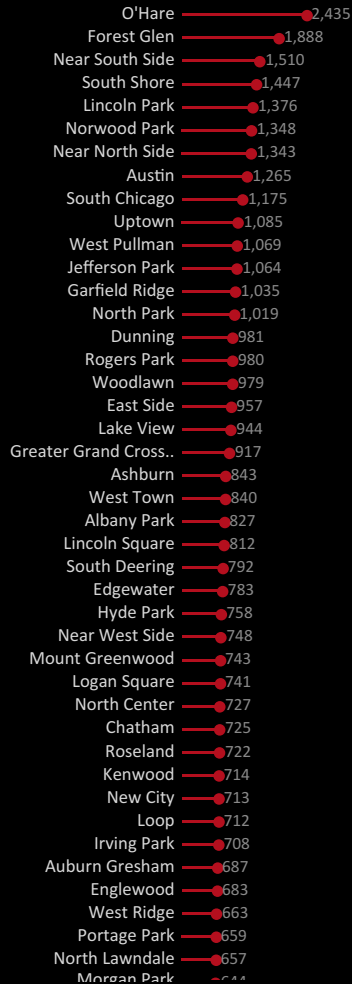 O'Hare 2,435
Forest Glen 1,888
Near South Side 1,510
South Shore 1,447
Lincoln Park 1,376
Norwood Park 1,348
Near North Side 1,343
Austin 1,265
South Chicago 1,175
Uptown 1,085
West Pullman 1,069
Jefferson Park 1,064
Garfield Ridge 1,035
North Park 1,019
Dunning 981
Rogers Park 980
Woodlawn 979
East Side 957
Lake View 944
Greater Grand Cross.. 917
Ashburn 843
West Town 840
Albany Park 827
Lincoln Square 812
South Deering 792
Edgewater 783
Hyde Park 758
Near West Side 748
Mount Greenwood 743
Logan Square 741
North Center 727
Chatham 725
Roseland 722
Kenwood 714
New City 713
Loop 712
Irving Park 708
Auburn Gresham 687
Englewood 683
West Ridge 663
Portage Park 659
North Lawndale 657
Morgan Park 644